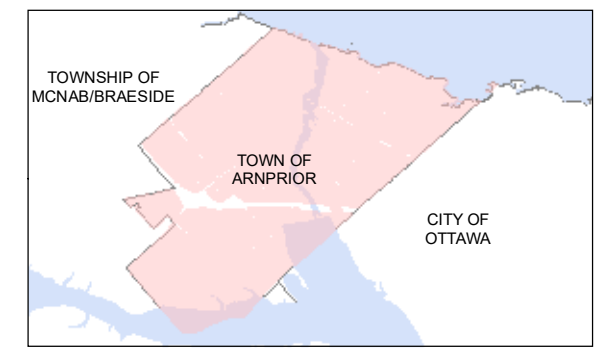 TOWNSHIP OF
MCNAB/BRAESIDE
TOWN OF
ARNPRIOR
CITY OF
OTTAWA